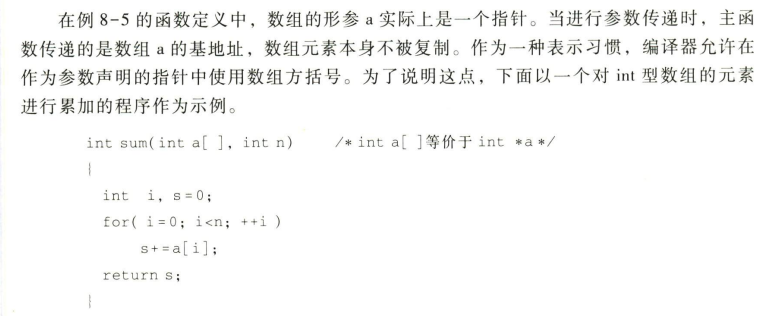 在例 8-5 的函数定义中，数组的形参 a 实际上是一个指针。当进行参数传递时，主函
数传递的是数组 a 的基地址，数组元素本身不被复制。作为一种表示习惯，编译器允许在
作为参数声明的指针中使用数组方括号。为了说明这点，下面以一个对 int 型数组的元素
进行累加的程序作为示例。
int sum(int a[ ], int n)    /* int a[ ]等价于 int *a */
{
int i, s=0;
for( i=0; i<n; ++i )
s+=a[i];
return s;
}